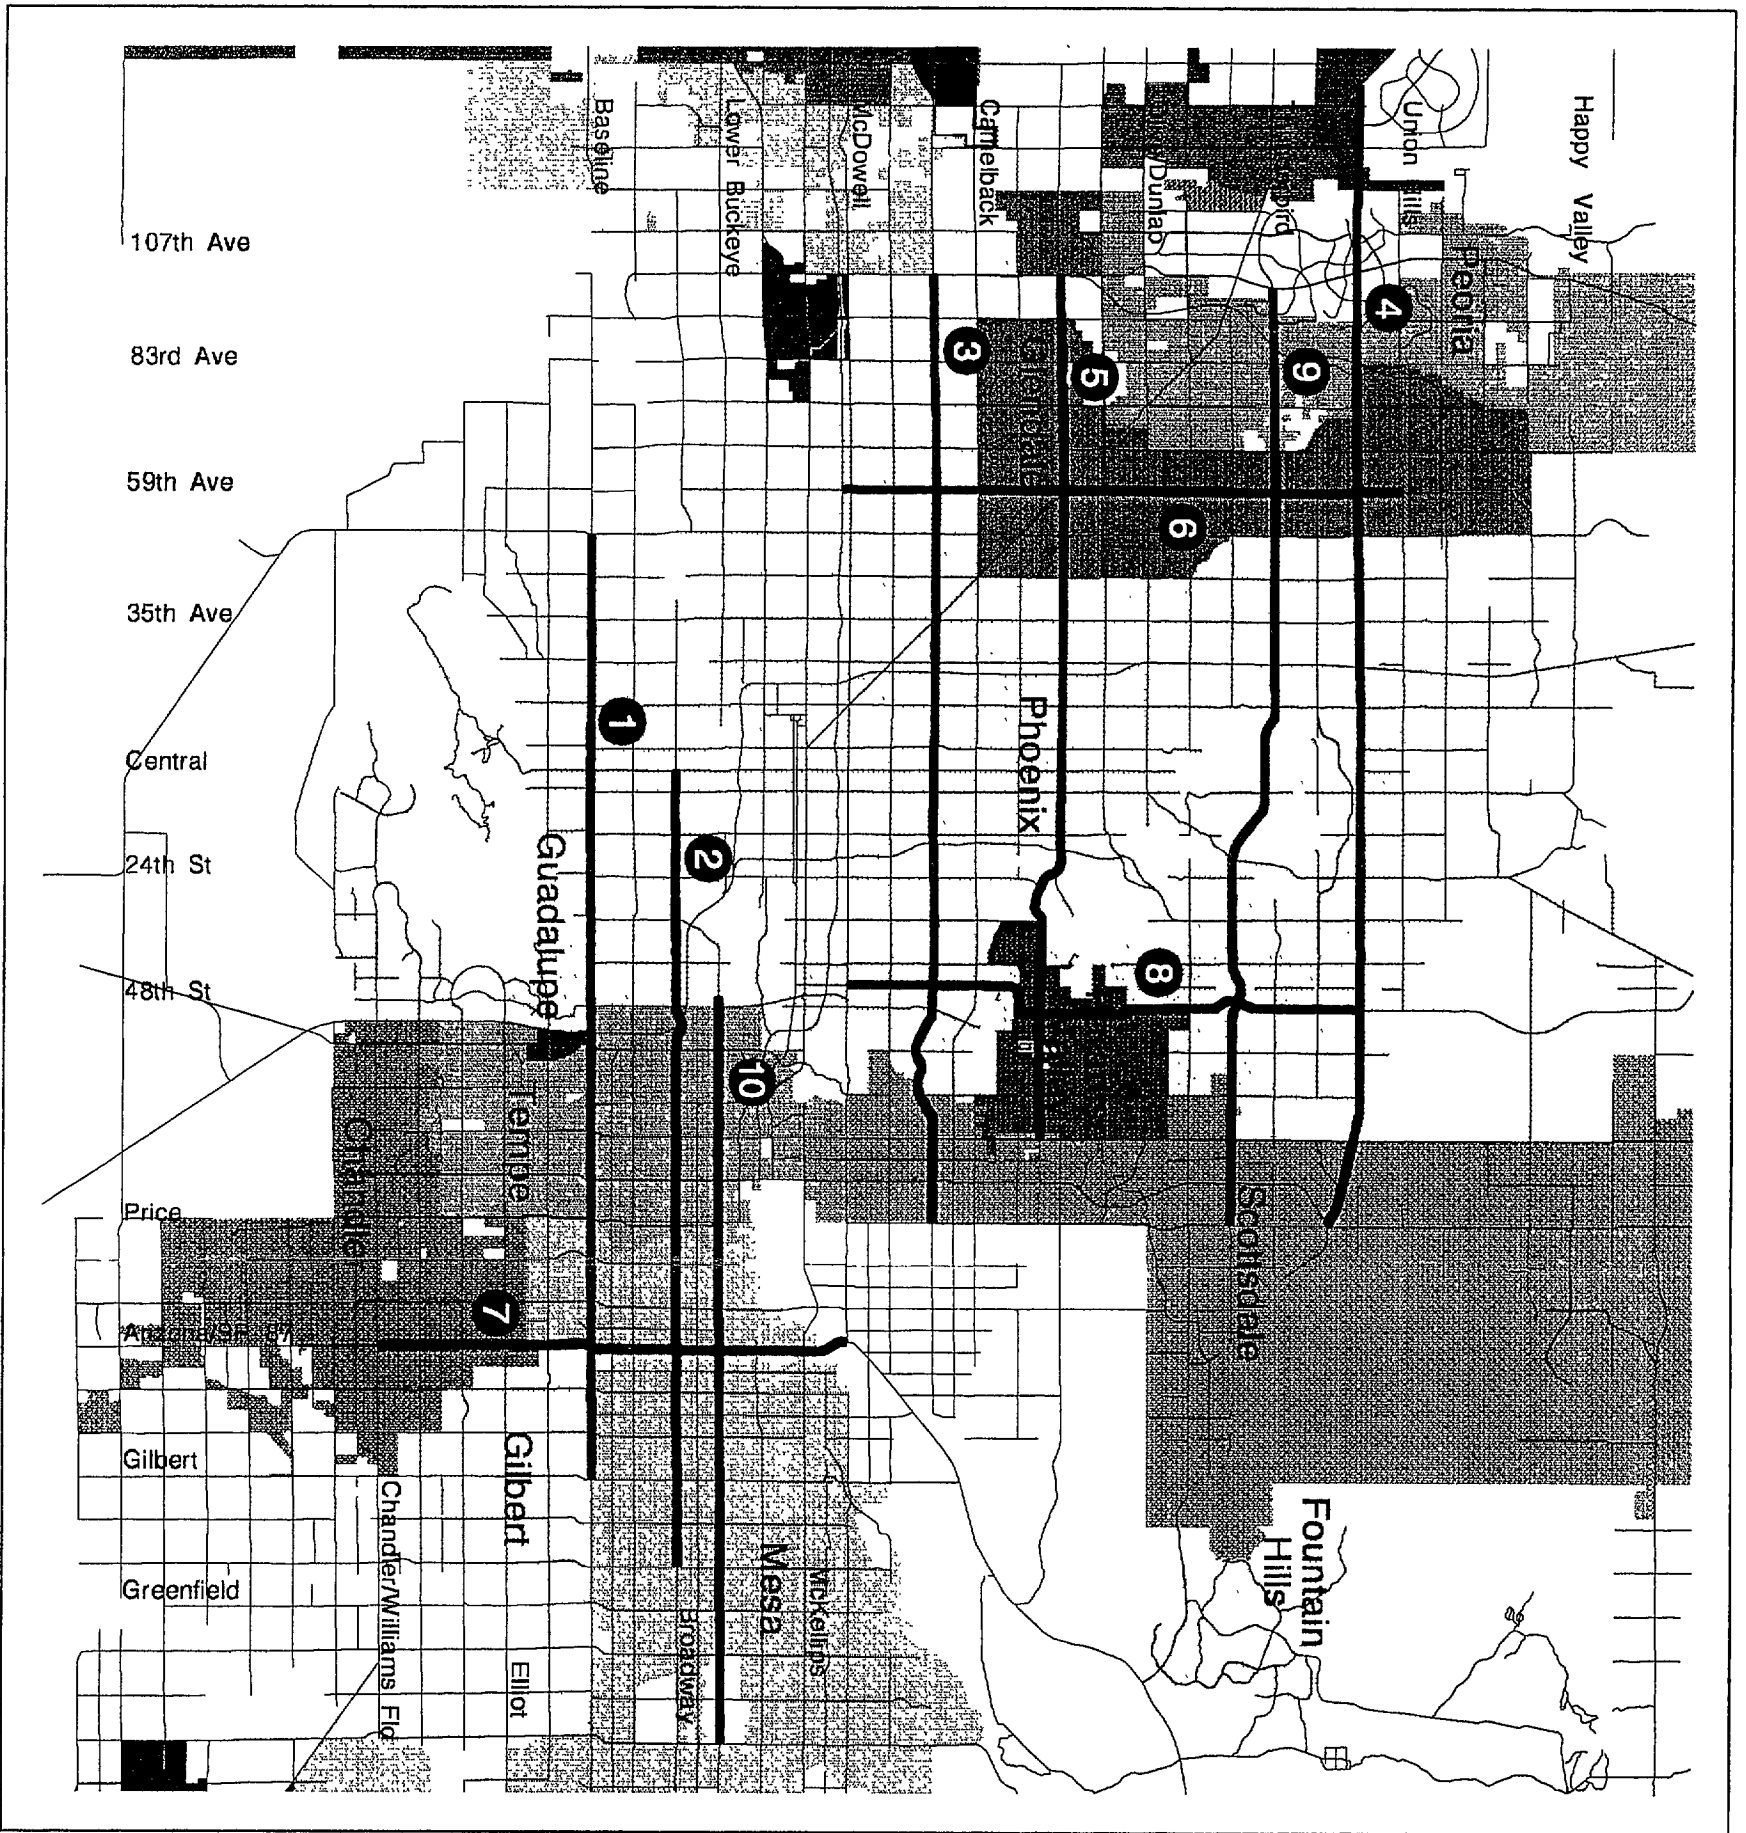 Happy Valley
Union Hills
Peoria
4
9
Dunlap
5
Glendale
6
Camelback
3
McDowell
Lower Buckeye
Baseline
107th Ave
83rd Ave
59th Ave
35th Ave
Central
24th St
48th St
Price
Gilbert
Greenfield
1
2
Phoenix
8
Guadalupe
10
Tempe
Scottsdale
7
Gilbert
Chandler/Williams Fld
Elliot
Mesa
McKellips
Broadway
Fountain
Hills